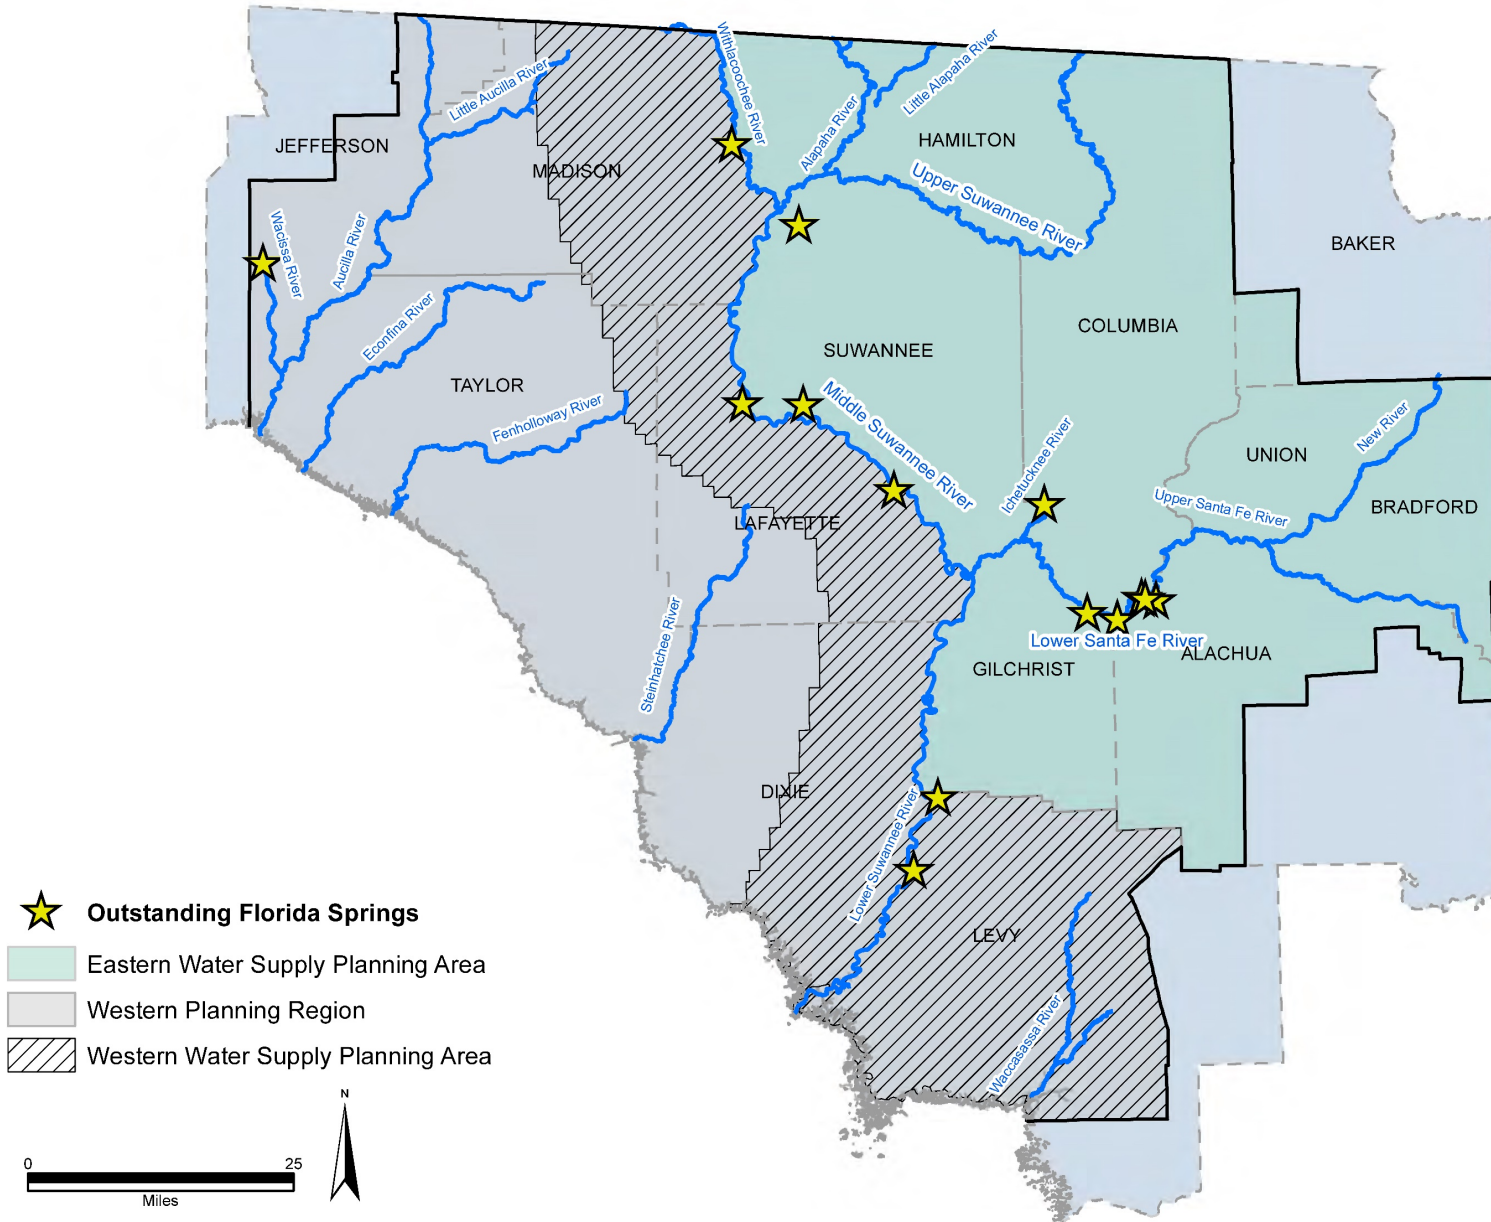 Withlacoochee River
Little Alapaha River
Little Aucilla River
Alapaha River
HAMILTON
JEFFERSON
MADISON
Upper Suwannee River
Wacissa River
Aucilla River
BAKER
Econfina River
COLUMBIA
SUWANNEE
TAYLOR
Middle Suwannee River
Fenholloway River
New River
UNION
Ichetucknee River
Upper Santa Fe River
BRADFORD
LAFAYETTE
Steinhatchee River
Lower Santa Fe River
GILCHRIST
ALACHUA
DIXIE
Lower Suwannee River
LEVY
Waccasassa River
Outstanding Florida Springs
Eastern Water Supply Planning Area
Western Planning Region
Western Water Supply Planning Area
N
0 25
Miles